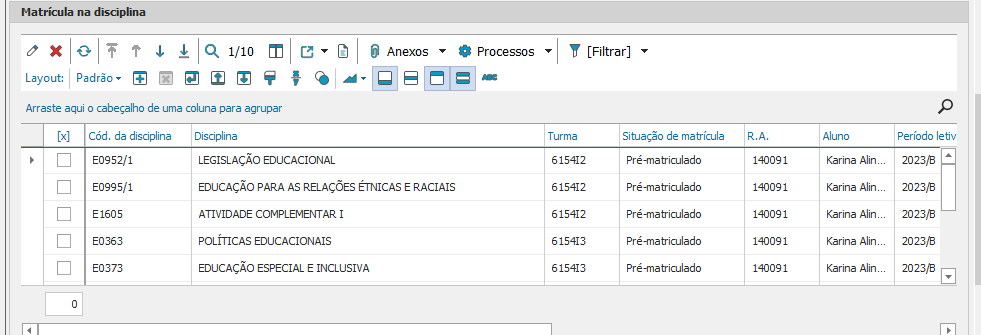 Matrícula na disciplina
1/10 Anexos Processos [Filtrar]
Layout: Padrão ABC
Arraste aqui o cabeçalho de uma coluna para agrupar
[x] Cód. da disciplina Disciplina Turma Situação de matrícula R.A. Aluno Período letiv
E0952/1 LEGISLAÇÃO EDUCACIONAL 6154I2 Pré-matriculado 140091 Karina Alin... 2023/B
E0995/1 EDUCAÇÃO PARA AS RELAÇÕES ÉTNICAS E RACIAIS 6154I2 Pré-matriculado 140091 Karina Alin... 2023/B
E1605 ATIVIDADE COMPLEMENTAR I 6154I2 Pré-matriculado 140091 Karina Alin... 2023/B
E0363 POLÍTICAS EDUCACIONAIS 6154I3 Pré-matriculado 140091 Karina Alin... 2023/B
E0373 EDUCAÇÃO ESPECIAL E INCLUSIVA 6154I3 Pré-matriculado 140091 Karina Alin... 2023/B
0